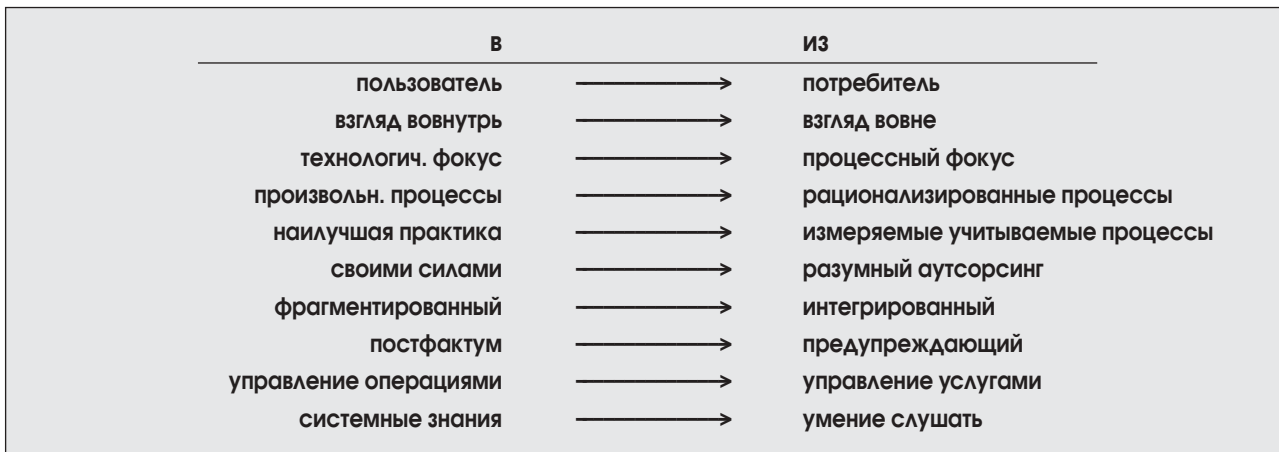 В ИЗ
пользователь потребитель
взгляд вовнутрь взгляд вовне
технологич. фокус процессный фокус
произвольн. процессы рационализированные процессы
наилучшая практика измеряемые учитываемые процессы
своими силами разумный аутсорсинг
фрагментированный интегрированный
постфактум предупреждающий
управление операциями управление услугами
системные знания умение слушать